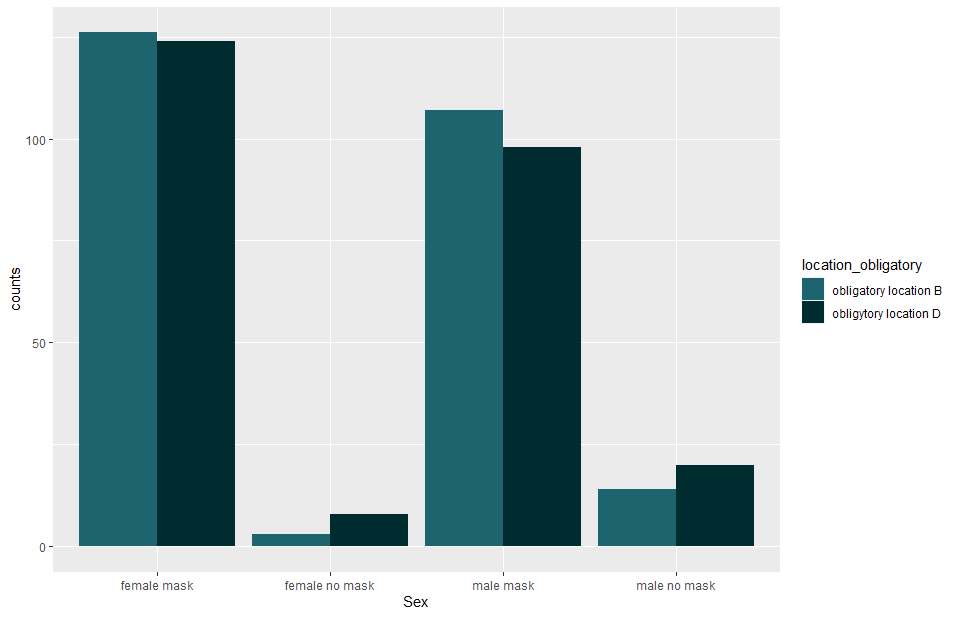 100
50
0
counts
female mask
female no mask
male mask
male no mask
Sex
location_obligatory
obligatory location B
obligytory location D